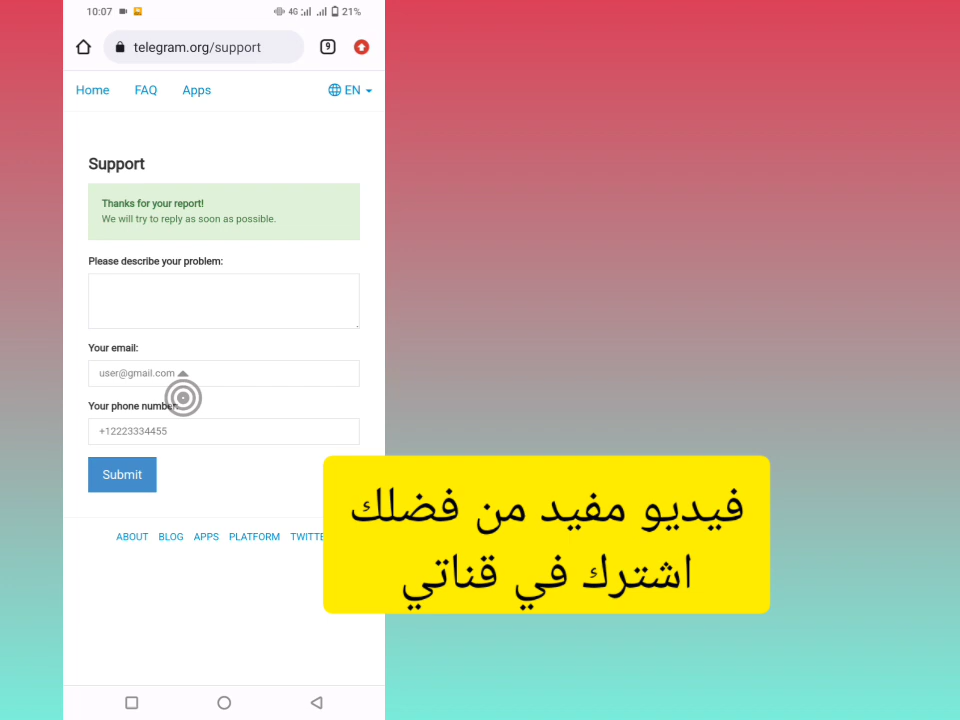 10:07
4G
21%
telegram.org/support
9
Home FAQ Apps EN
Support
Thanks for your report!
We will try to reply as soon as possible.
Please describe your problem:
Your email:
user@gmail.com
Your phone number:
+12223334455
Submit
ABOUT BLOG APPS PLATFORM TWITTE
فيديو مفيد من فضلك
اشترك في قناتي